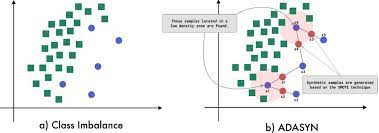 Those samples located in a
low density zone are found.
Synthetic samples are generated
based on the SMOTE technique
a) Class Imbalance
b) ADASYN